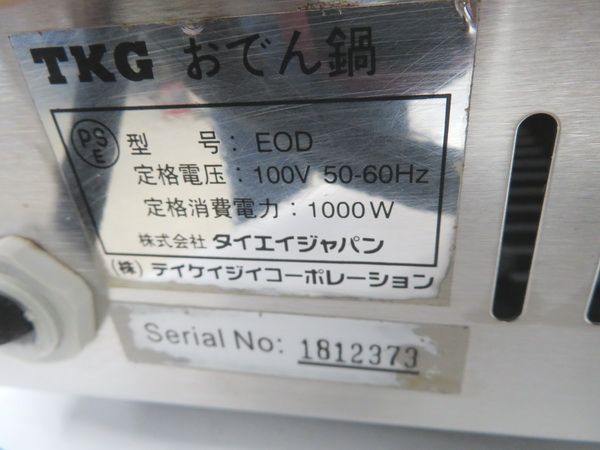 TKG おでん鍋
PSE 型 号: EOD
定格電圧: 100V 50-60Hz
定格消費電力: 1000W
株式会社 タイエイジャパン
(株) テイケイジイコーポレーション
Serial No: 1812373